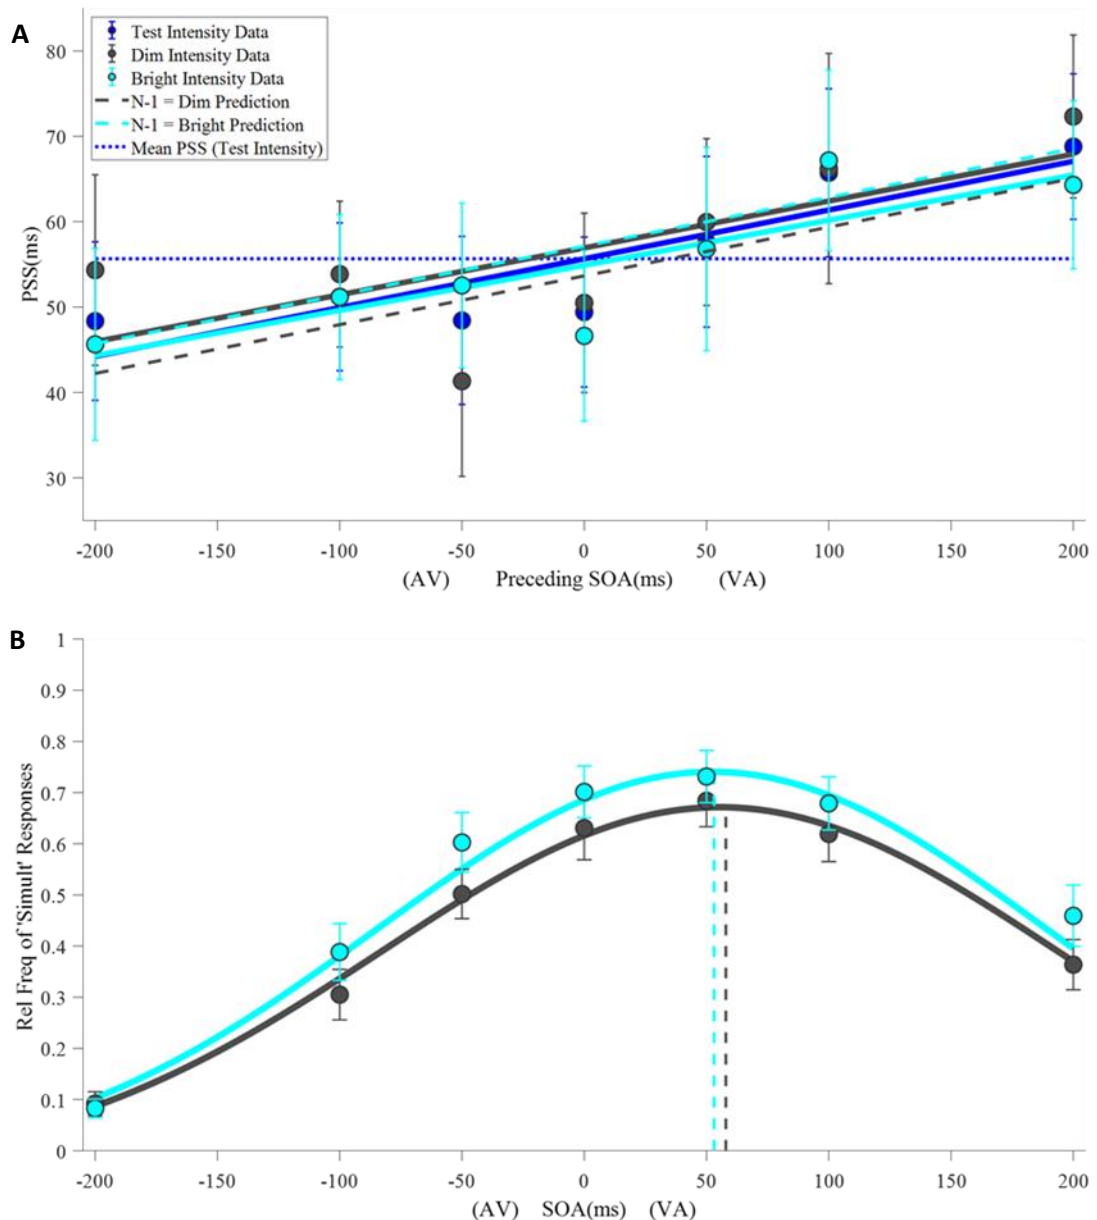 A
Test Intensity Data
Dim Intensity Data
Bright Intensity Data
N-1 = Dim Prediction
N-1 = Bright Prediction
Mean PSS (Test Intensity)
PSS(ms)
80
70
60
50
40
30
-200 -150 -100 -50 0 50 100 150 200
(AV) Preceding SOA(ms) (VA)
B
Rel Freq of 'Simult' Responses
1
0.9
0.8
0.7
0.6
0.5
0.4
0.3
0.2
0.1
0
-200 -150 -100 -50 0 50 100 150 200
(AV) SOA(ms) (VA)